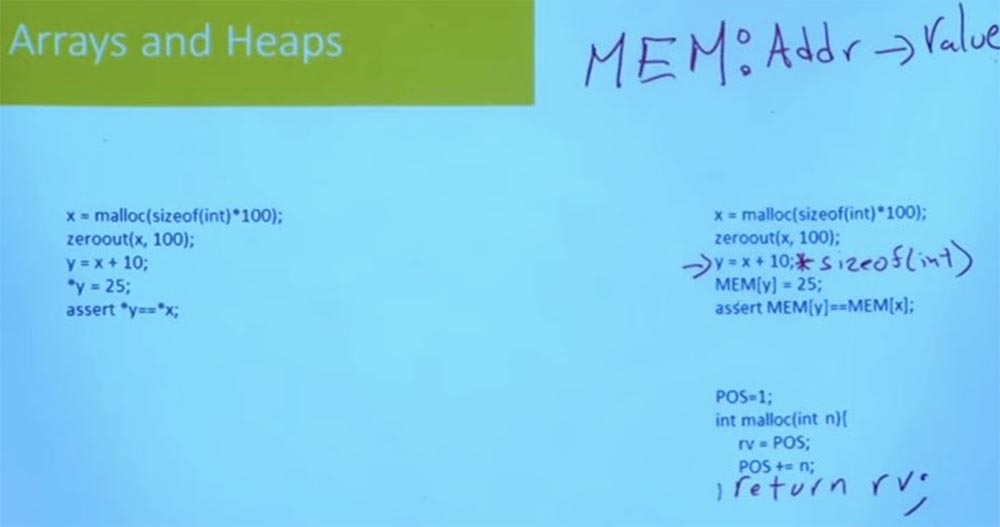 Arrays and Heaps
MEM: Addr → Value
x = malloc(sizeof(int)*100);
zeroout(x, 100);
y = x + 10;
*y = 25;
assert *y==*x;
x = malloc(sizeof(int)*100);
zeroout(x, 100);
→ y = x + 10;* sizeof(int)
MEM[y] = 25;
assert MEM[y]==MEM[x];
POS=1;
int malloc(int n){
rv = POS;
POS += n;
} return rv;